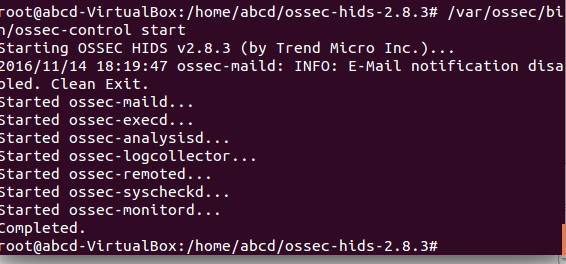 root@abcd-VirtualBox:/home/abcd/ossec-hids-2.8.3# /var/ossec/bi
n/ossec-control start
Starting OSSEC HIDS v2.8.3 (by Trend Micro Inc.)...
2016/11/14 18:19:47 ossec-maild: INFO: E-Mail notification disa
bled. Clean Exit.
Started ossec-maild...
Started ossec-execd...
Started ossec-analysisd...
Started ossec-logcollector...
Started ossec-remoted...
Started ossec-syscheckd...
Started ossec-monitord...
Completed.
root@abcd-VirtualBox:/home/abcd/ossec-hids-2.8.3#